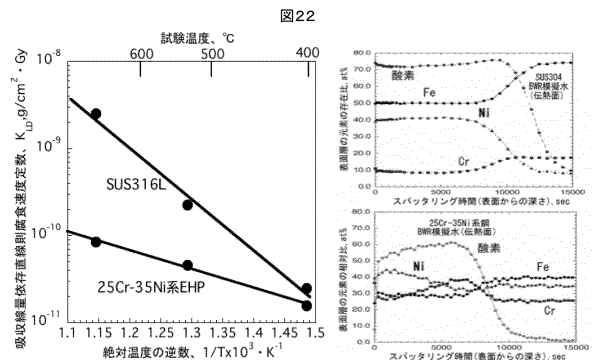 図22
試験温度、℃
600
500
400
10⁻⁸
10⁻⁹
10⁻¹⁰
10⁻¹¹
吸収線量依存直線則腐食速度定数、K_LD,g/cm²・Gy
SUS316L
25Cr-35Ni系EHP
1.1 1.15 1.2 1.25 1.3 1.35 1.4 1.45 1.5
絶対温度の逆数、1/Tx10³・K⁻¹
80.0
70.0
60.0
50.0
40.0
30.0
20.0
10.0
0.0
表面層の元素の存在比, at%
酸素
Fe
Ni
Cr
SUS304
BWR模擬水
(伝熱面)
0 5000 10000 15000
スパッタリング時間(表面からの深さ), sec
80.0
70.0
60.0
50.0
40.0
30.0
20.0
10.0
0.0
表面層の元素の相対比, at%
25Cr-35Ni系鋼
BWR模擬水(伝熱面)
酸素
Ni
Fe
Cr
0 5000 10000 15000
スパッタリング時間(表面からの深さ), sec